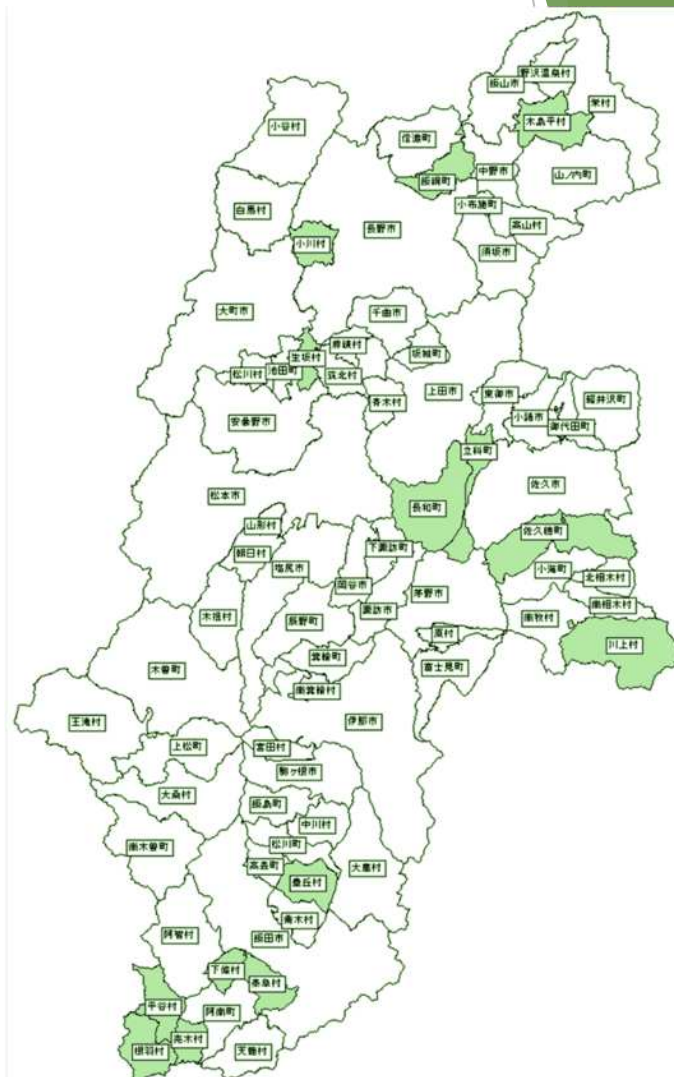 野沢温泉村
飯山市
栄村
木島平村
小谷村
信濃町
中野市
山ノ内町
飯綱町
小布施町
白馬村
高山村
長野市
小川村
須坂市
大町市
千曲市
麻績村
坂城町
生坂村
池田町
松川村
筑北村
上田市
東御市
軽井沢町
青木村
小諸市
御代田町
安曇野市
立科町
佐久市
松本市
長和町
山形村
佐久穂町
下諏訪町
朝日村
塩尻市
小海町
岡谷市
北相木村
茅野市
諏訪市
南相木村
木祖村
辰野町
南牧村
原村
川上村
箕輪町
富士見町
木曽町
南箕輪村
王滝村
伊那市
上松町
宮田村
駒ヶ根市
大桑村
飯島町
中川村
松川町
南木曽町
高森町
大鹿村
豊丘村
喬木村
阿智村
飯田市
下條村
泰阜村
平谷村
阿南町
売木村
根羽村
天龍村